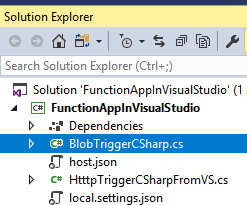 Solution Explorer
Search Solution Explorer (Ctrl+;)
Solution 'FunctionAppInVisualStudio' (1
C# FunctionAppInVisualStudio
Dependencies
C# BlobTriggerCSharp.cs
host.json
C# HtttpTriggerCSharpFromVS.cs
local.settings.json